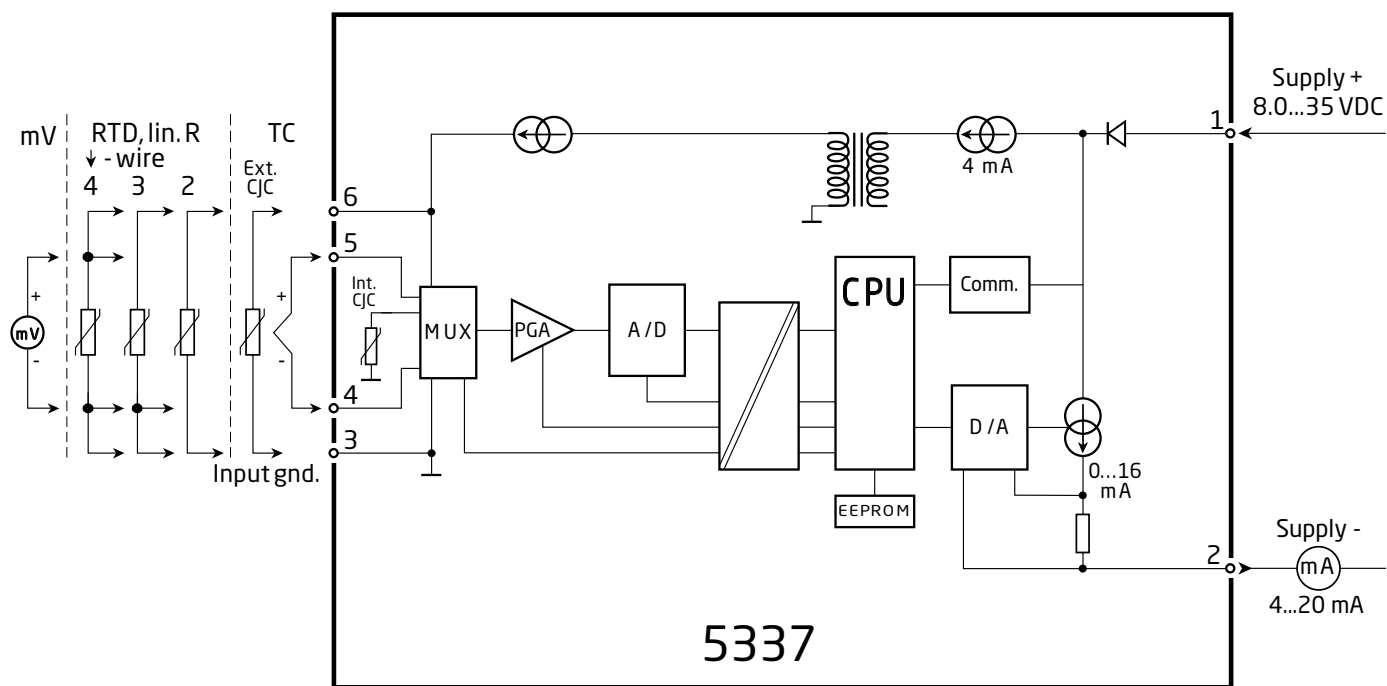 Supply +
8.0...35 VDC
1
mV
RTD, lin. R
- wire
4 3 2
TC
Ext.
CJC
4 mA
6
5
Int.
CJC
CPU
Comm.
+
mV
-
+
-
MUX
PGA
A/D
4
3
D/A
Input gnd.
0...16
mA
EEPROM
Supply -
2
mA
4...20 mA
5337